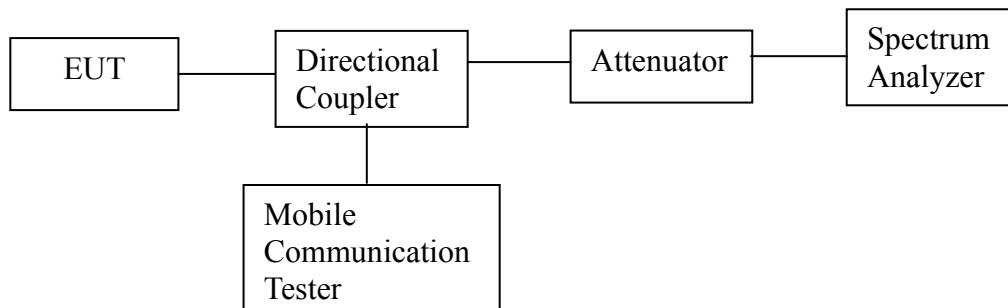 EUT
Directional
Coupler
Attenuator
Spectrum
Analyzer
Mobile
Communication
Tester